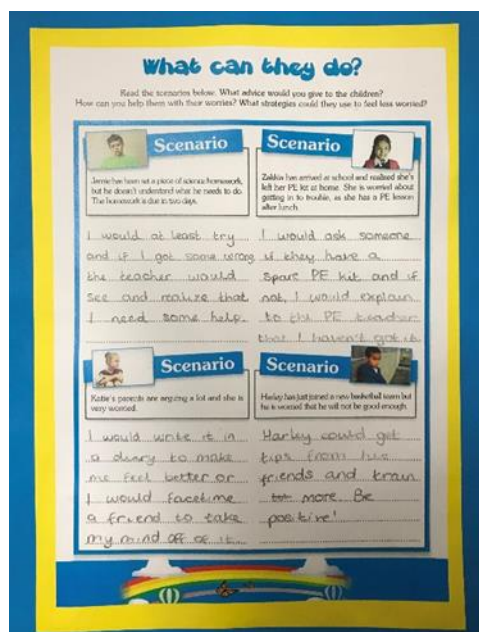 What can they do?
Read the scenarios below. What advice would you give to the children?
How can you help them with their worries? What strategies could they use to feel less worried?
Scenario
Jamie has been set a piece of science homework,
but he doesn't understand what he needs to do.
The homework is due in two days.
I would at least try
and if I got some wrong
the teacher would
see and realize that
I need some help.
Scenario
left her PE kit at home. She is worried about
getting in to trouble, as she has a PE lesson
after lunch.
I would ask someone
if they have a
spare PE kit and if
not, I would explain
to the PE teacher
that I haven't got it.
Scenario
Katie's parents are arguing a lot and she is
very worried.
I would write it in
a diary to make
me feel better or
I would facetime
a friend to take
my mind off of it.
Scenario
Harley has just joined a new basketball team but
he is worried that he will not be good enough.
Harley could get
tips from his
friends and train
more. Be
positive!